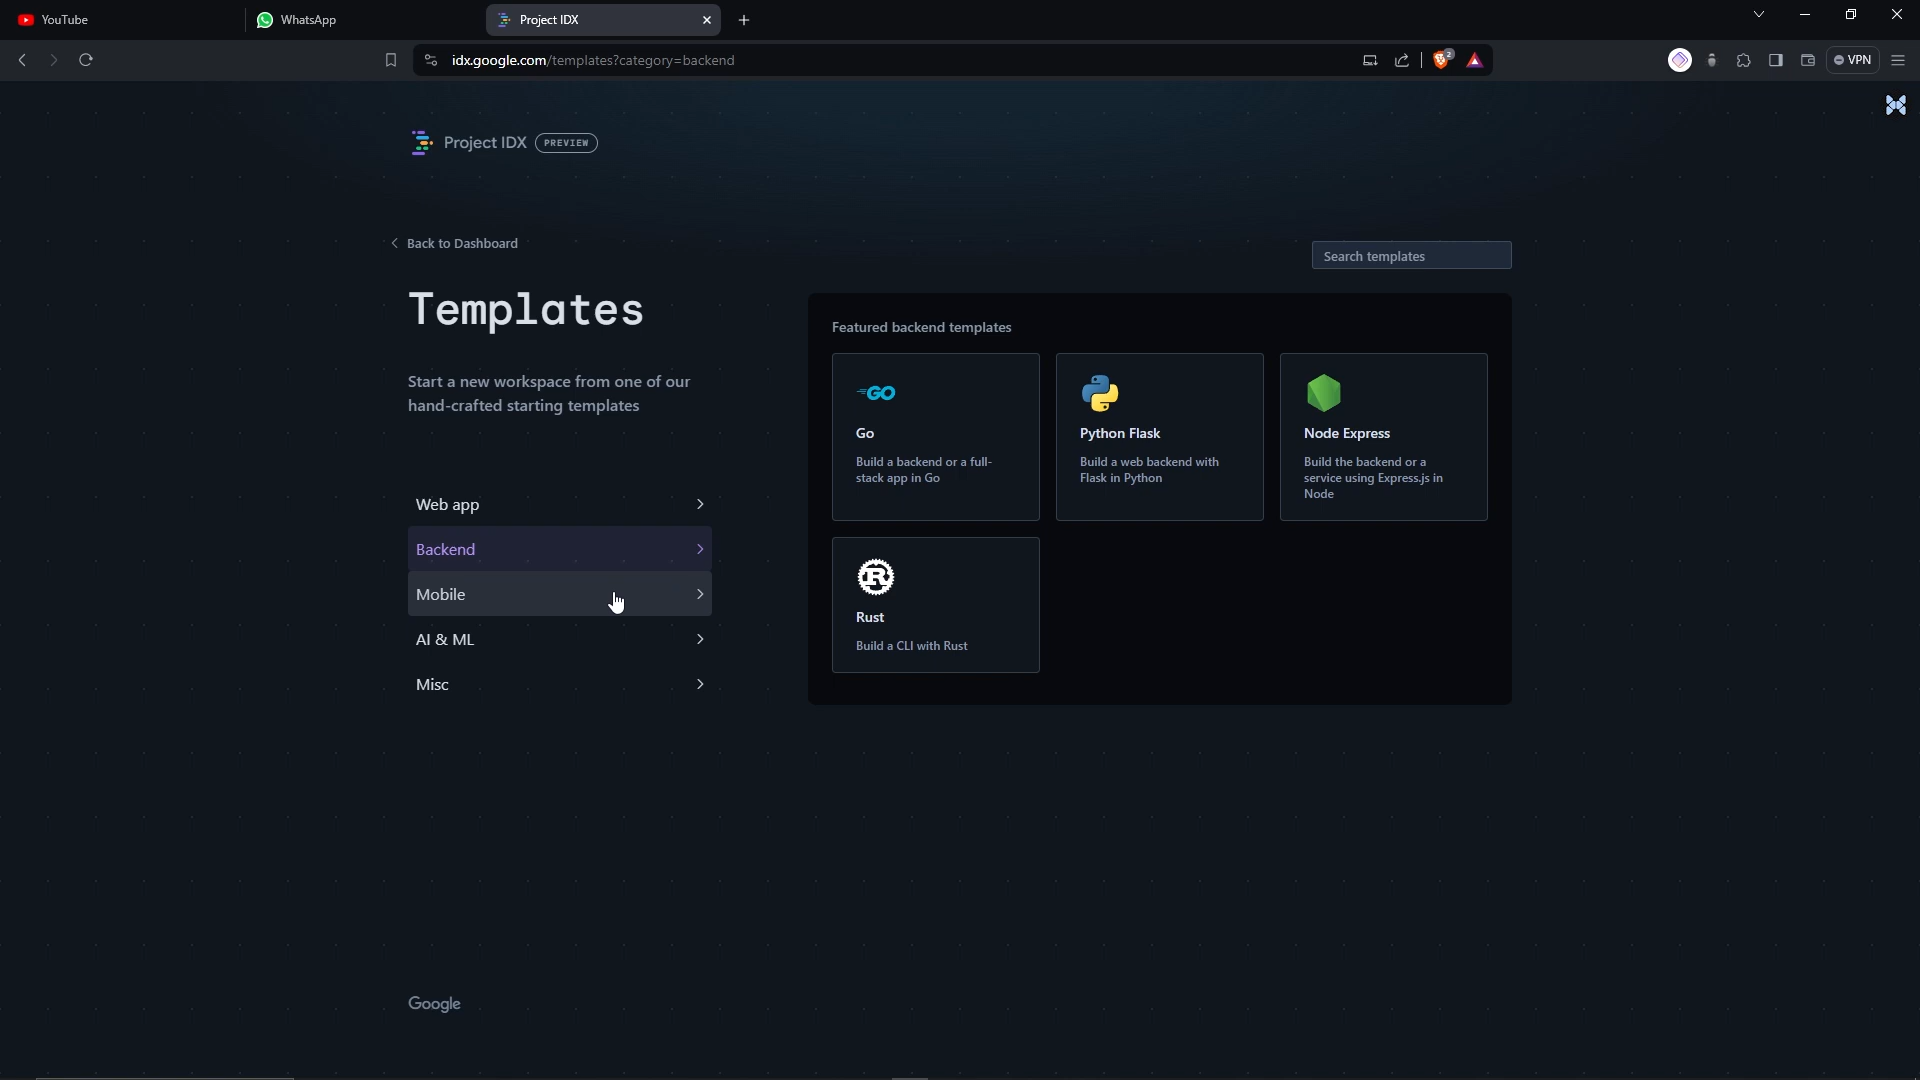 YouTube
WhatsApp
Project IDX
idx.google.com/templates?category=backend
2
VPN
Project IDX PREVIEW
Back to Dashboard
Search templates
Templates
Start a new workspace from one of our
hand-crafted starting templates
Web app
Backend
Mobile
AI & ML
Misc
Featured backend templates
GO
Go
Build a backend or a full-
stack app in Go
Python Flask
Build a web backend with
Flask in Python
Node Express
Build the backend or a
service using Express.js in
Node
R
Rust
Build a CLI with Rust
Google